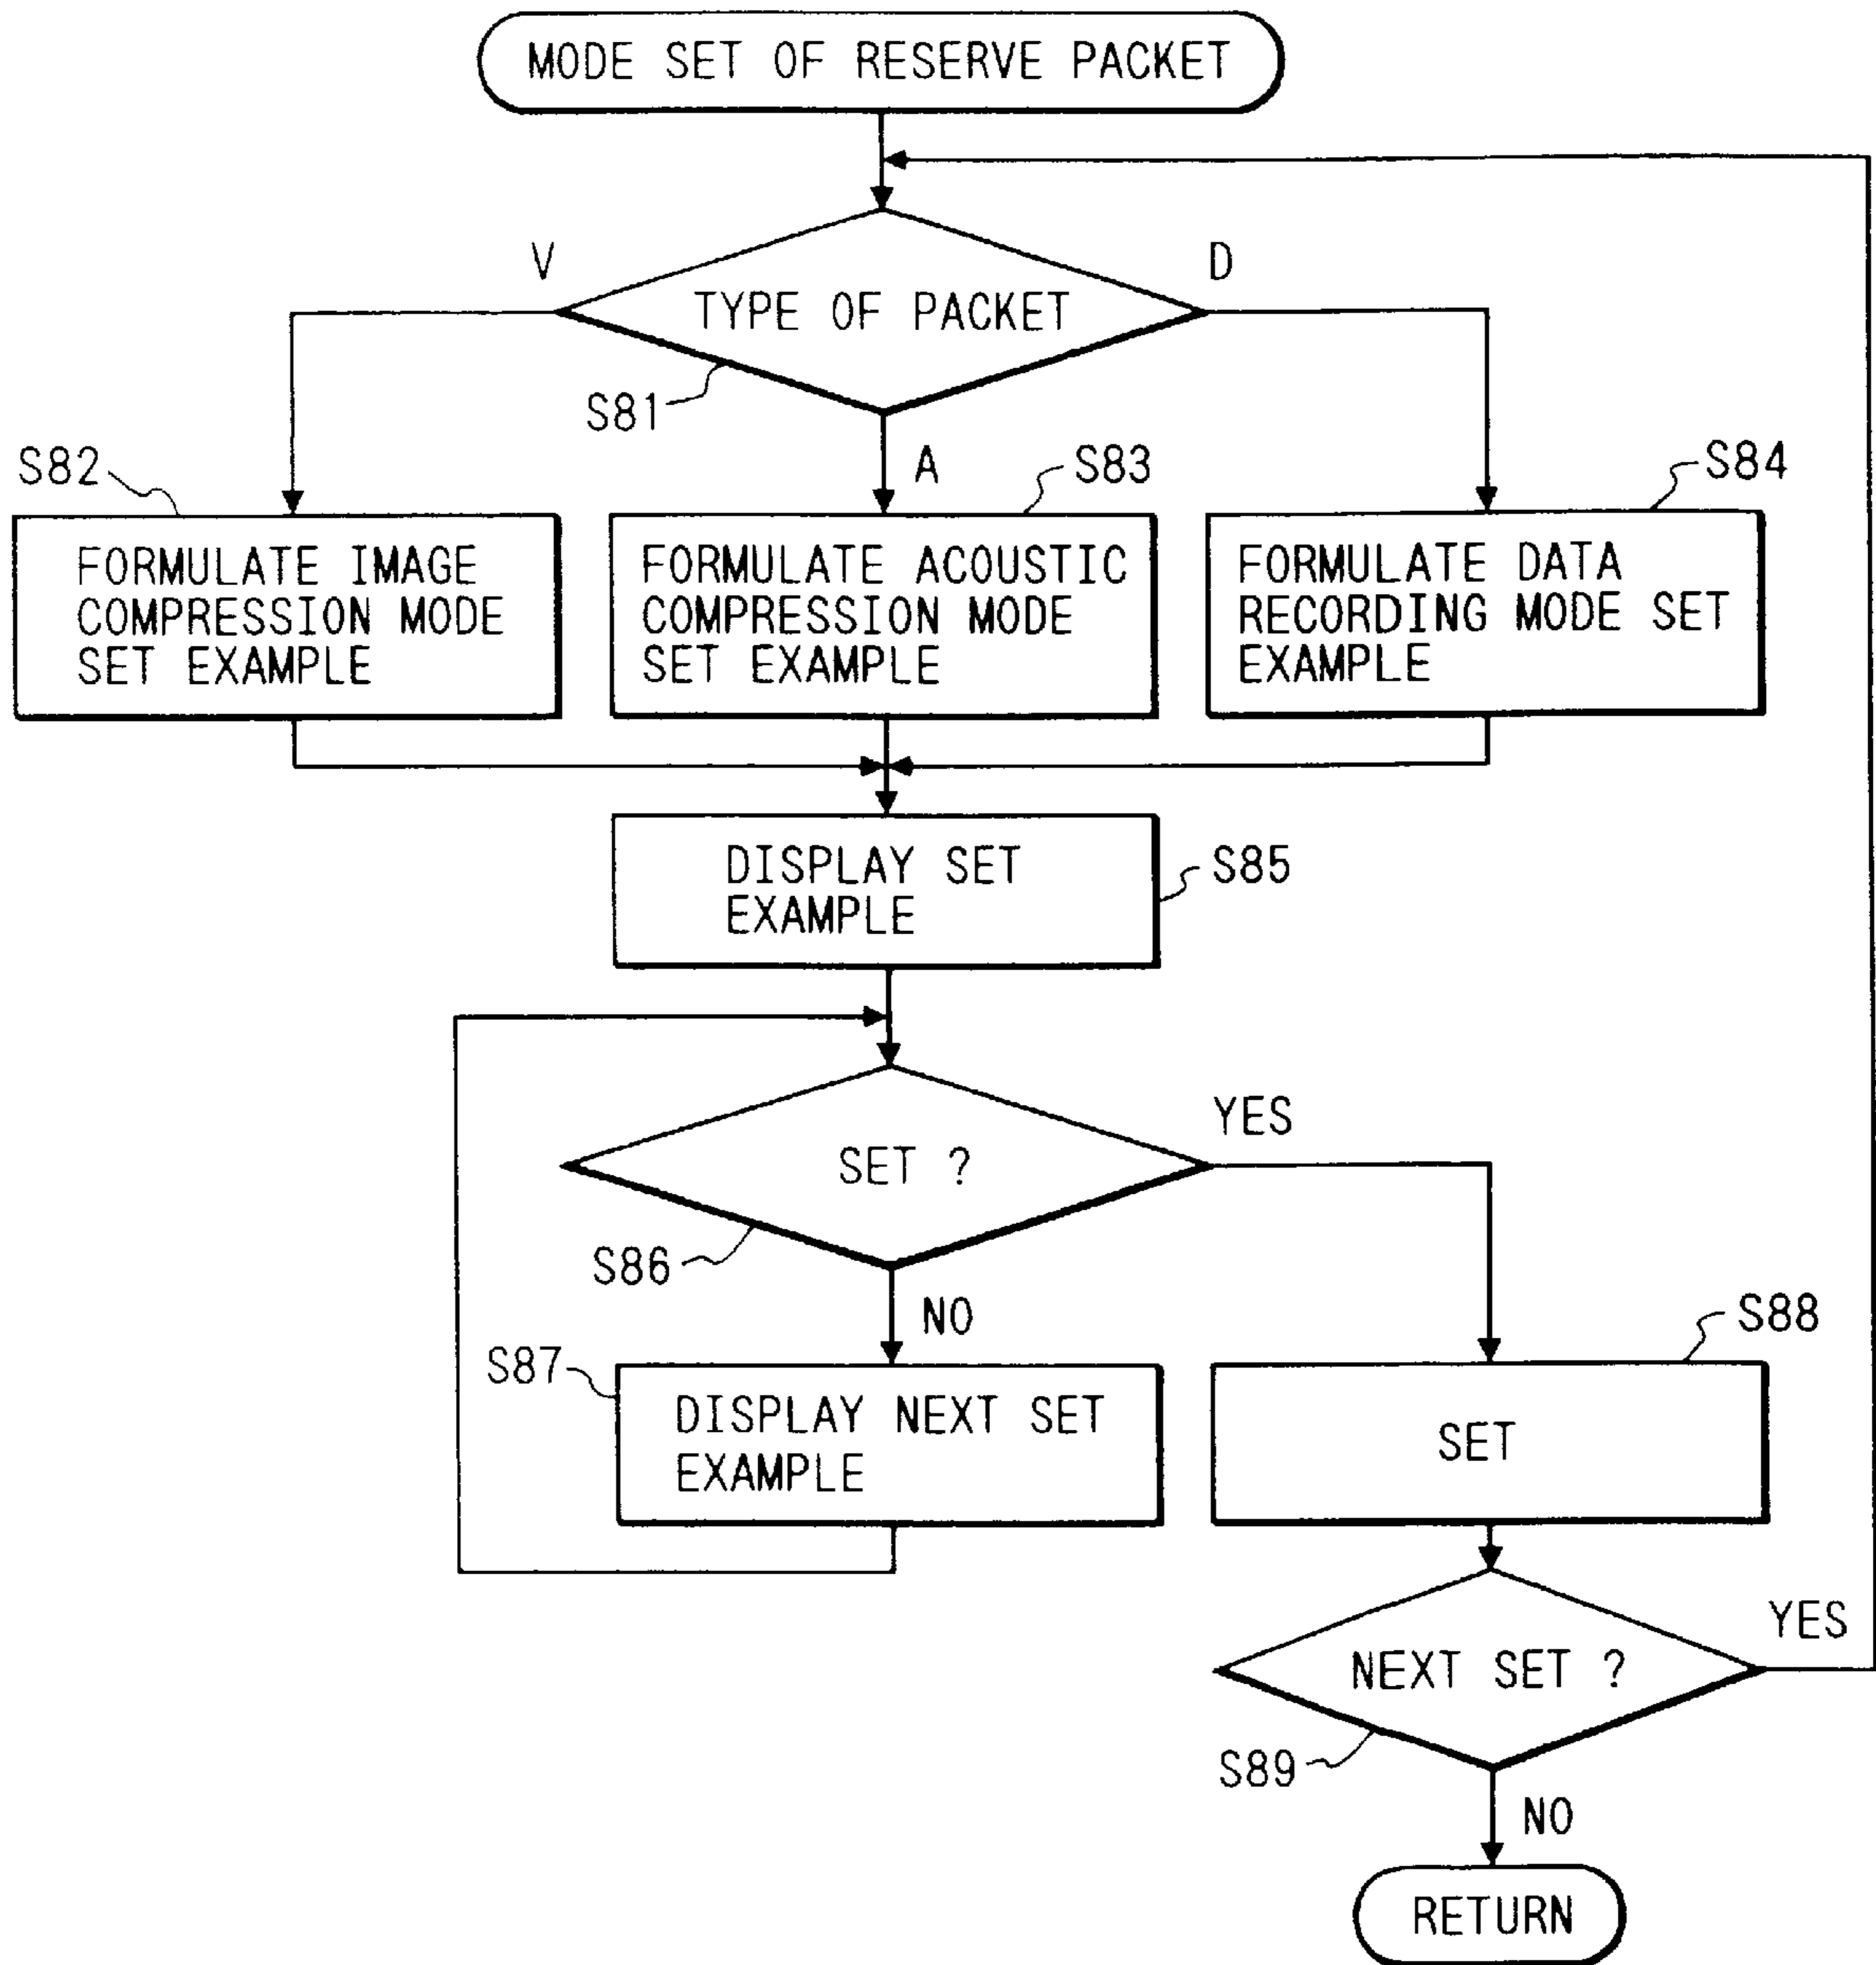 MODE SET OF RESERVE PACKET
V
D
TYPE OF PACKET
S81
S82
A
S83
S84
FORMULATE IMAGE
COMPRESSION MODE
SET EXAMPLE
FORMULATE ACOUSTIC
COMPRESSION MODE
SET EXAMPLE
FORMULATE DATA
RECORDING MODE SET
EXAMPLE
DISPLAY SET
EXAMPLE
S85
YES
SET ?
S86
NO
S88
S87
DISPLAY NEXT SET
EXAMPLE
SET
YES
NEXT SET ?
S89
NO
RETURN